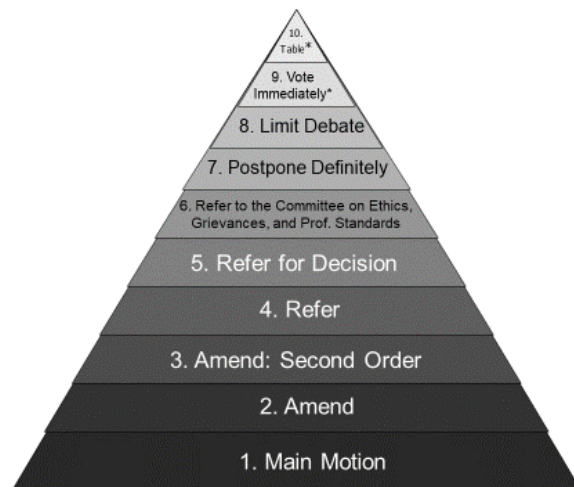 10.
Table*
9. Vote
Immediately*
8. Limit Debate
7. Postpone Definitely
6. Refer to the Committee on Ethics,
Grievances, and Prof. Standards
5. Refer for Decision
4. Refer
3. Amend: Second Order
2. Amend
1. Main Motion